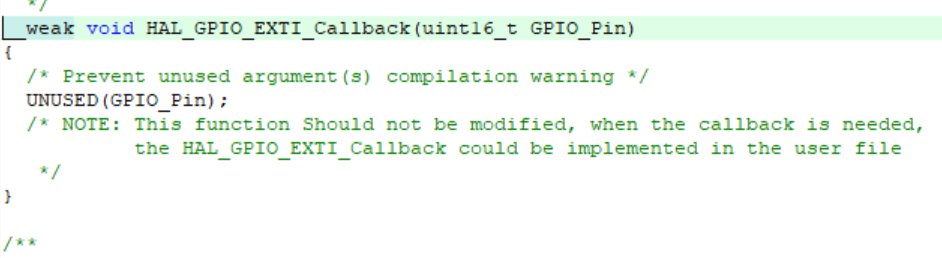 */
__weak void HAL_GPIO_EXTI_Callback(uint16_t GPIO_Pin)
{
/* Prevent unused argument(s) compilation warning */
UNUSED(GPIO_Pin);
/* NOTE: This function Should not be modified, when the callback is needed,
the HAL_GPIO_EXTI_Callback could be implemented in the user file
*/
}
/**